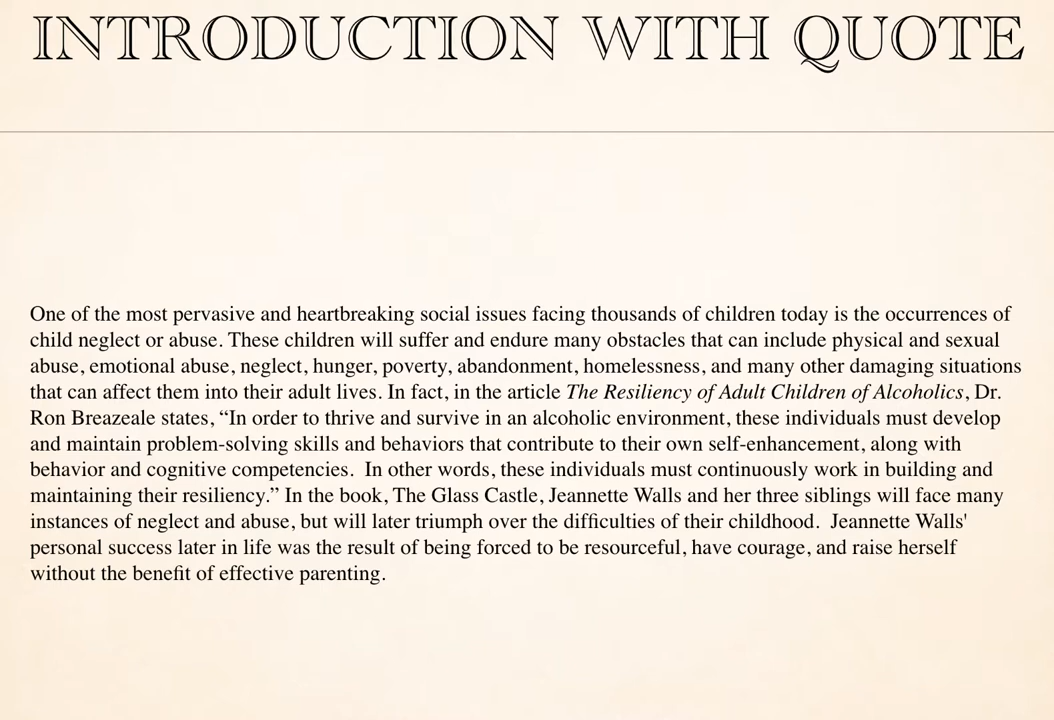 INTRODUCTION WITH QUOTE
One of the most pervasive and heartbreaking social issues facing thousands of children today is the occurrences of
child neglect or abuse. These children will suffer and endure many obstacles that can include physical and sexual
abuse, emotional abuse, neglect, hunger, poverty, abandonment, homelessness, and many other damaging situations
that can affect them into their adult lives. In fact, in the article The Resiliency of Adult Children of Alcoholics, Dr.
Ron Breazeale states, “In order to thrive and survive in an alcoholic environment, these individuals must develop
and maintain problem-solving skills and behaviors that contribute to their own self-enhancement, along with
behavior and cognitive competencies.  In other words, these individuals must continuously work in building and
maintaining their resiliency.” In the book, The Glass Castle, Jeannette Walls and her three siblings will face many
instances of neglect and abuse, but will later triumph over the difficulties of their childhood.  Jeannette Walls'
personal success later in life was the result of being forced to be resourceful, have courage, and raise herself
without the benefit of effective parenting.